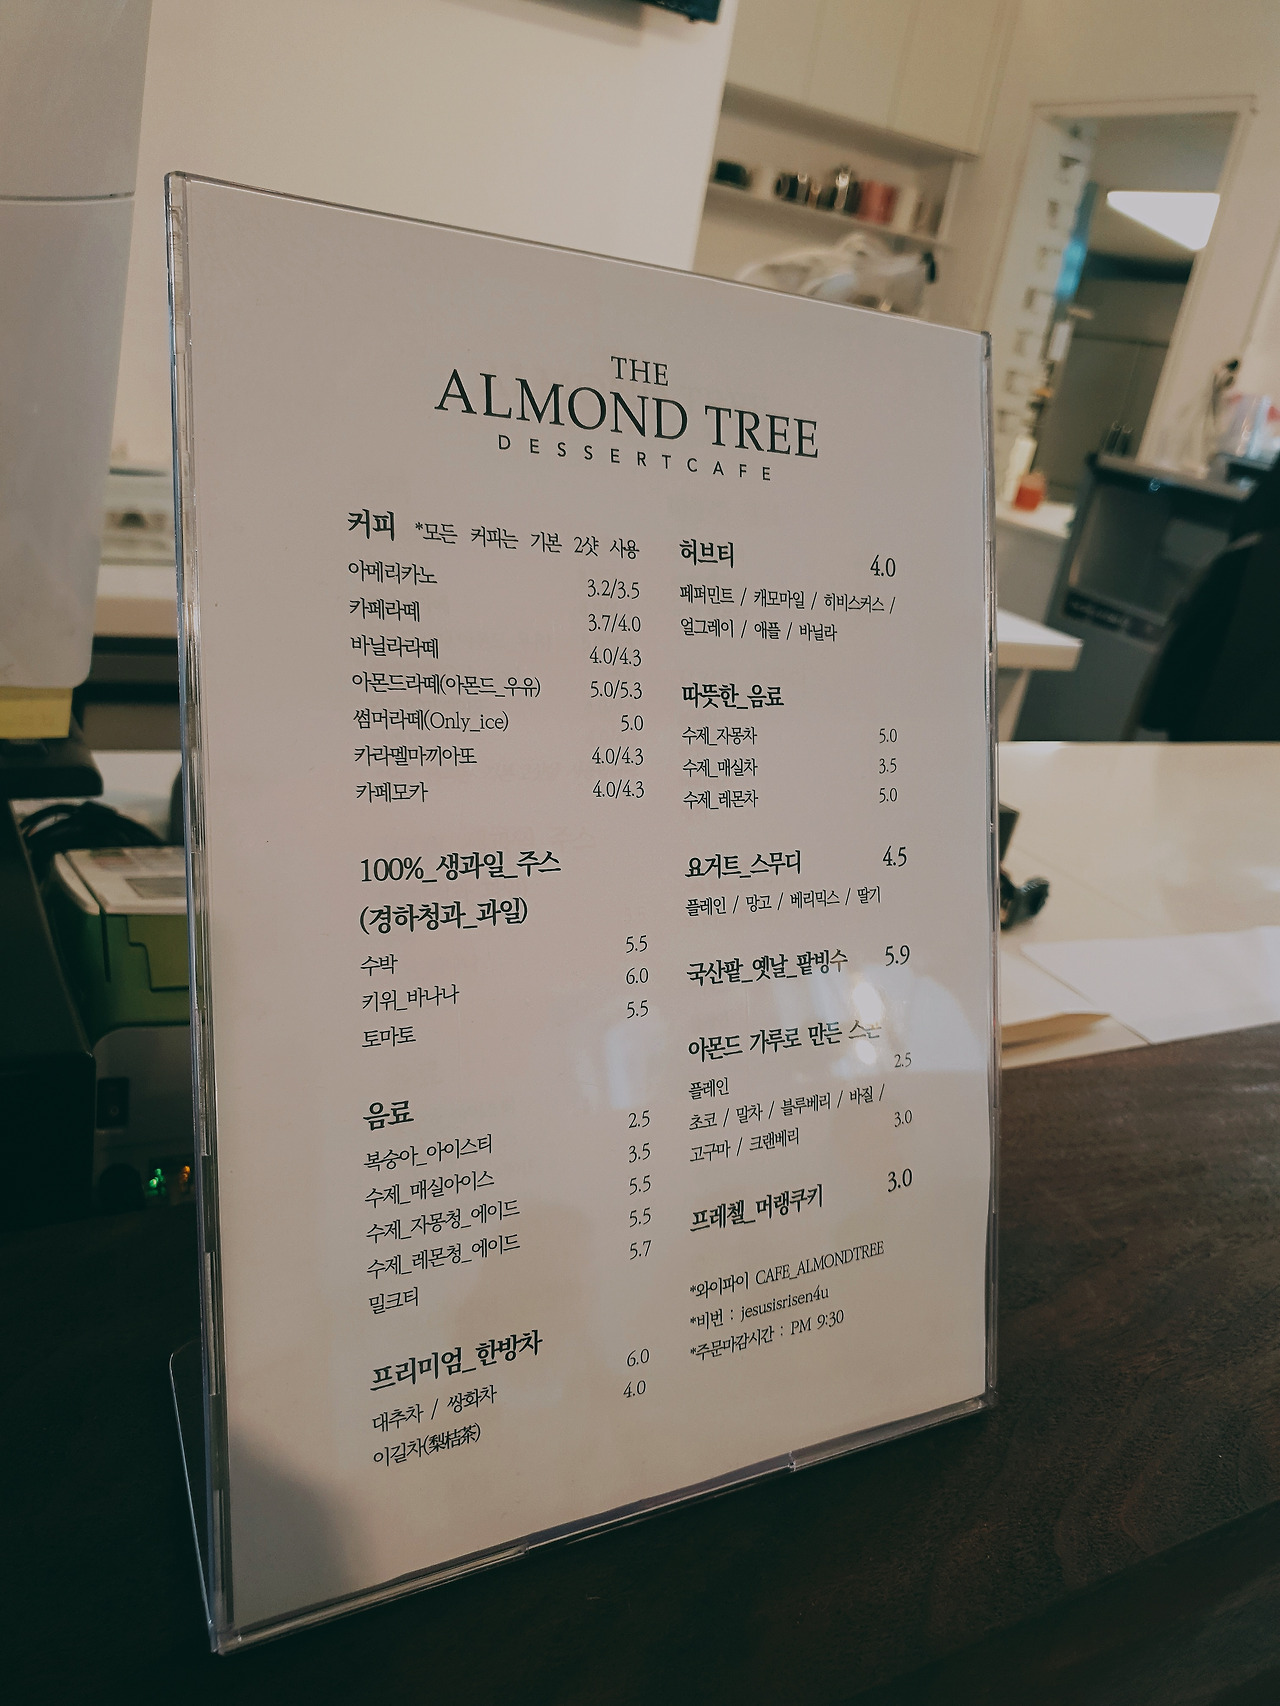 THE
ALMOND TREE
DESSERTCAFE
커피 *모든 커피는 기본 2샷 사용
아메리카노 3.2/3.5
카페라떼 3.7/4.0
바닐라라떼 4.0/4.3
아몬드라떼(아몬드_우유) 5.0/5.3
썸머라떼(Only_ice) 5.0
카라멜마끼아또 4.0/4.3
카페모카 4.0/4.3
100%_생과일_주스
(경하청과_과일)
수박 5.5
키위_바나나 6.0
토마토 5.5
음료
복숭아_아이스티 2.5
수제_매실아이스 3.5
수제_자몽청_에이드 5.5
수제_레몬청_에이드 5.5
밀크티 5.7
프리미엄_한방차
대추차 / 쌍화차 6.0
이길차(梨桔茶) 4.0
허브티 4.0
페퍼민트 / 캐모마일 / 히비스커스 /
얼그레이 / 애플 / 바닐라
따뜻한_음료
수제_자몽차 5.0
수제_매실차 3.5
수제_레몬차 5.0
요거트_스무디 4.5
플레인 / 망고 / 베리믹스 / 딸기
국산팥_옛날_팥빙수 5.9
아몬드 가루로 만든 스콘
플레인 2.5
초코 / 말차 / 블루베리 / 바질 /
고구마 / 크랜베리 3.0
프레첼_머랭쿠키 3.0
*와이파이 CAFE_ALMONDTREE
*비번 : jesusisrisen4u
*주문마감시간 : PM 9:30